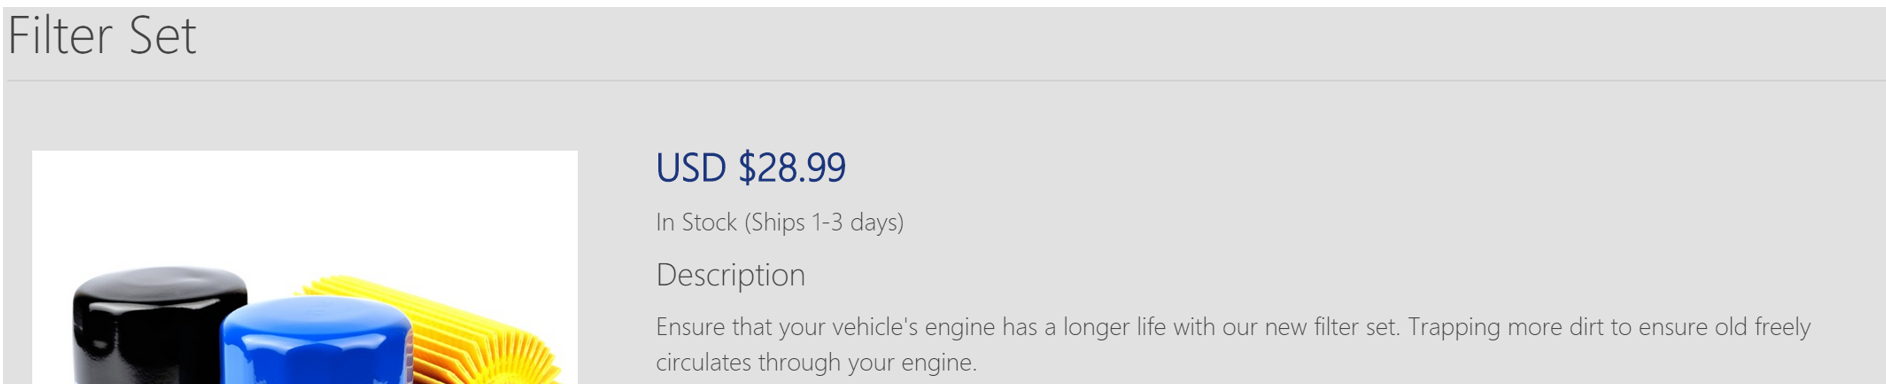 Filter Set
USD $28.99
In Stock (Ships 1-3 days)
Description
Ensure that your vehicle's engine has a longer life with our new filter set. Trapping more dirt to ensure old freely
circulates through your engine.